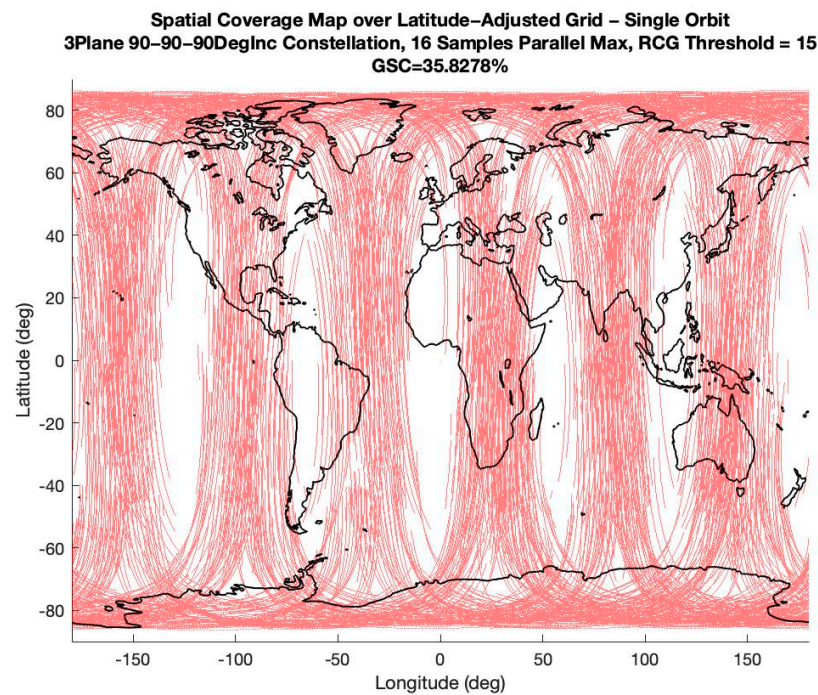 Spatial Coverage Map over Latitude−Adjusted Grid − Single Orbit
3Plane 90−90−90DegInc Constellation, 16 Samples Parallel Max, RCG Threshold = 15
GSC=35.8278%
80
60
40
20
0
-20
-40
-60
-80
Latitude (deg)
-150 -100 -50 0 50 100 150
Longitude (deg)